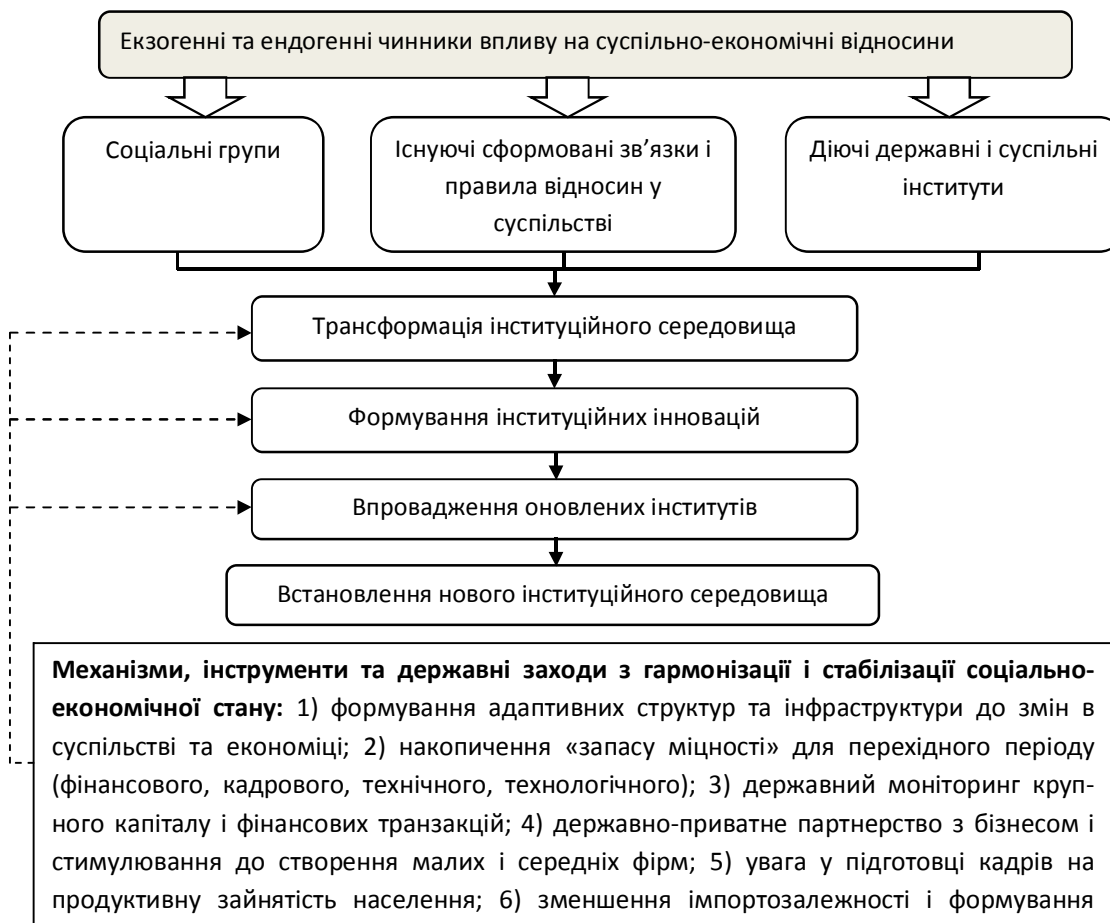 Екзогенні та ендогенні чинники впливу на суспільно-економічні відносини
Соціальні групи
Існуючі сформовані зв’язки і
правила відносин у
суспільстві
Діючі державні і суспільні
інститути
Трансформація інституційного середовища
Формування інституційних інновацій
Впровадження оновлених інститутів
Встановлення нового інституційного середовища
Механізми, інструменти та державні заходи з гармонізації і стабілізації соціально-
економічної стану: 1) формування адаптивних структур та інфраструктури до змін в
суспільстві та економіці; 2) накопичення «запасу міцності» для перехідного періоду
(фінансового, кадрового, технічного, технологічного); 3) державний моніторинг круп-
ного капіталу і фінансових транзакцій; 4) державно-приватне партнерство з бізнесом і
стимулювання до створення малих і середніх фірм; 5) увага у підготовці кадрів на
продуктивну зайнятість населення; 6) зменшення імпортозалежності і формування